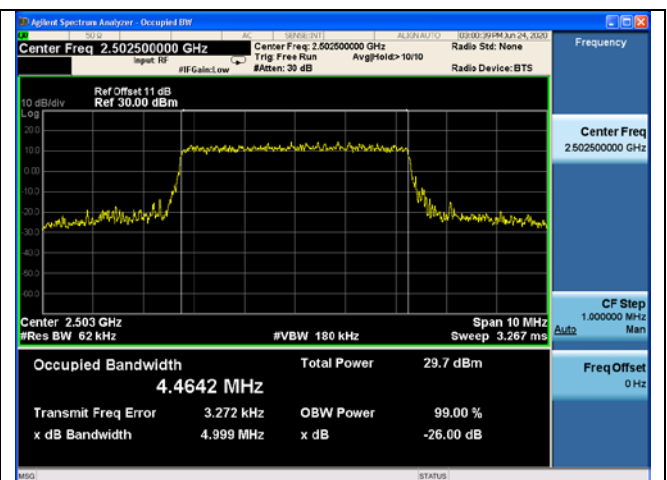 Agilent Spectrum Analyzer - Occupied BW
50 Ω AC SENSE:INT ALIGN AUTO 03:00:39 PM Jun 24, 2020
Center Freq 2.502500000 GHz
Center Freq: 2.502500000 GHz
Radio Std: None
Input: RF
Trig: Free Run
Avg|Hold:> 10/10
#IFGain:Low
#Atten: 30 dB
Radio Device: BTS
Ref Offset 11 dB
10 dB/div Ref 30.00 dBm
Log
20.0
10.0
0.00
-10.0
-20.0
-30.0
-40.0
-50.0
-60.0
Center 2.503 GHz
Span 10 MHz
#Res BW 62 kHz
#VBW 180 kHz
Sweep 3.267 ms
Occupied Bandwidth
Total Power 29.7 dBm
4.4642 MHz
Transmit Freq Error 3.272 kHz
OBW Power 99.00 %
x dB Bandwidth 4.999 MHz
x dB -26.00 dB
MSG
STATUS
Frequency
Center Freq
2.502500000 GHz
CF Step
1.000000 MHz
Auto Man
Freq Offset
0 Hz